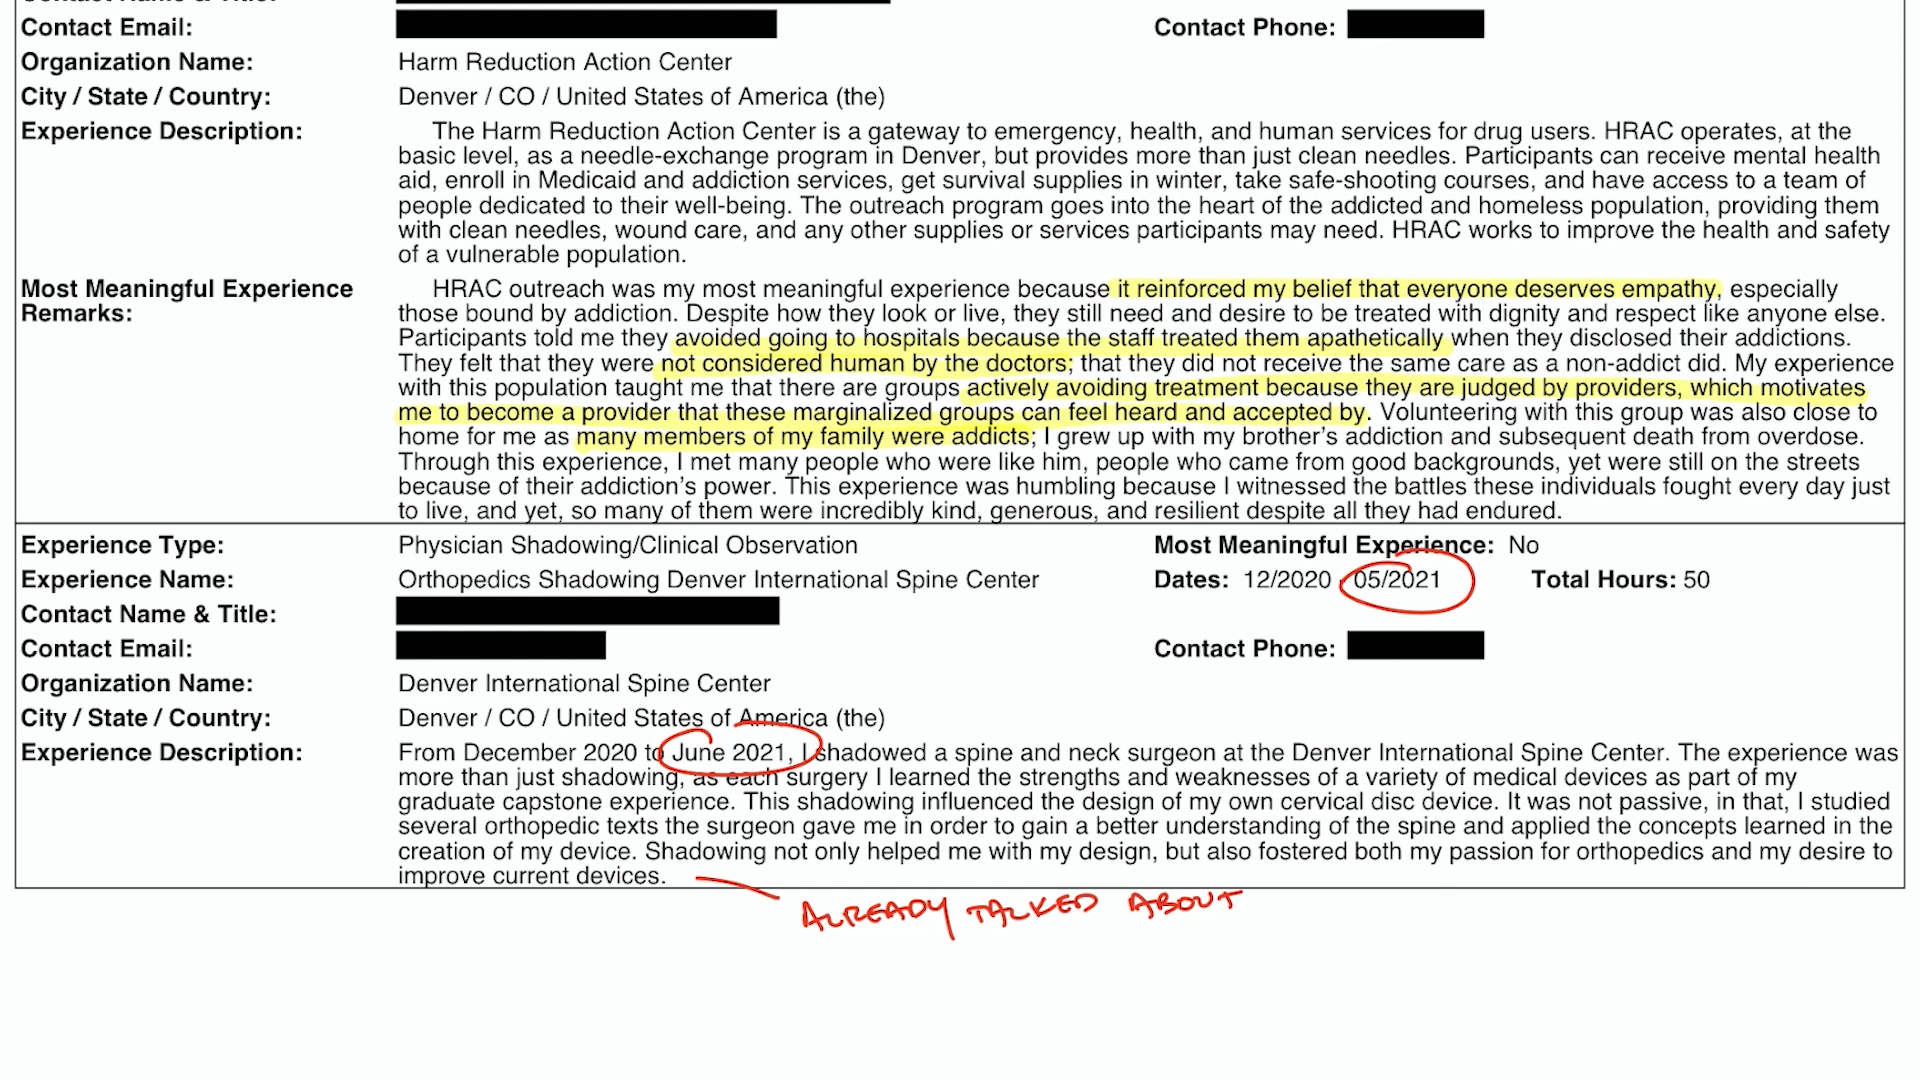 Contact Name & Title:
Contact Email: Contact Phone:
Organization Name: Harm Reduction Action Center
City / State / Country: Denver / CO / United States of America (the)
Experience Description: The Harm Reduction Action Center is a gateway to emergency, health, and human services for drug users. HRAC operates, at the
basic level, as a needle-exchange program in Denver, but provides more than just clean needles. Participants can receive mental health
aid, enroll in Medicaid and addiction services, get survival supplies in winter, take safe-shooting courses, and have access to a team of
people dedicated to their well-being. The outreach program goes into the heart of the addicted and homeless population, providing them
with clean needles, wound care, and any other supplies or services participants may need. HRAC works to improve the health and safety
of a vulnerable population.
Most Meaningful Experience HRAC outreach was my most meaningful experience because it reinforced my belief that everyone deserves empathy, especially
Remarks: those bound by addiction. Despite how they look or live, they still need and desire to be treated with dignity and respect like anyone else.
Participants told me they avoided going to hospitals because the staff treated them apathetically when they disclosed their addictions.
They felt that they were not considered human by the doctors; that they did not receive the same care as a non-addict did. My experience
with this population taught me that there are groups actively avoiding treatment because they are judged by providers, which motivates
me to become a provider that these marginalized groups can feel heard and accepted by. Volunteering with this group was also close to
home for me as many members of my family were addicts; I grew up with my brother's addiction and subsequent death from overdose.
Through this experience, I met many people who were like him, people who came from good backgrounds, yet were still on the streets
because of their addiction's power. This experience was humbling because I witnessed the battles these individuals fought every day just
to live, and yet, so many of them were incredibly kind, generous, and resilient despite all they had endured.
Experience Type: Physician Shadowing/Clinical Observation Most Meaningful Experience: No
Experience Name: Orthopedics Shadowing Denver International Spine Center Dates: 12/2020 - 05/2021 Total Hours: 50
Contact Name & Title:
Contact Email: Contact Phone:
Organization Name: Denver International Spine Center
City / State / Country: Denver / CO / United States of America (the)
Experience Description: From December 2020 to June 2021, I shadowed a spine and neck surgeon at the Denver International Spine Center. The experience was
more than just shadowing, as each surgery I learned the strengths and weaknesses of a variety of medical devices as part of my
graduate capstone experience. This shadowing influenced the design of my own cervical disc device. It was not passive, in that, I studied
several orthopedic texts the surgeon gave me in order to gain a better understanding of the spine and applied the concepts learned in the
creation of my device. Shadowing not only helped me with my design, but also fostered both my passion for orthopedics and my desire to
improve current devices.
ALREADY TALKED ABOUT